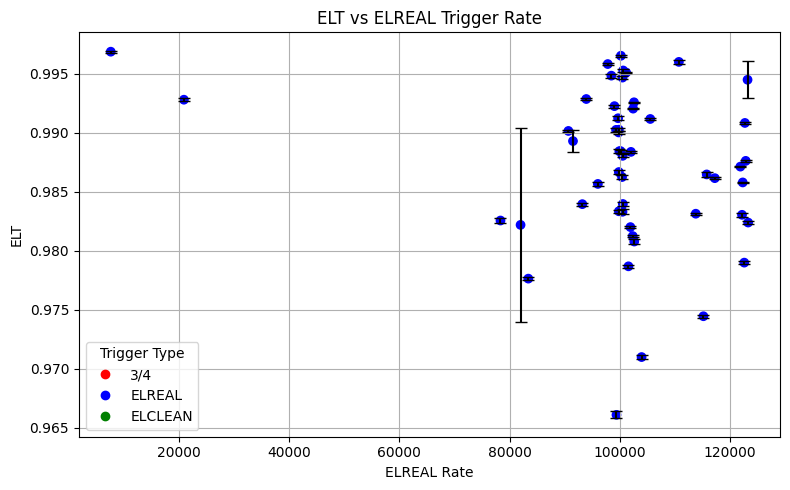 ELT vs ELREAL Trigger Rate
ELT
0.995
0.990
0.985
0.980
0.975
0.970
0.965
Trigger Type
3/4
ELREAL
ELCLEAN
20000 40000 60000 80000 100000 120000
ELREAL Rate